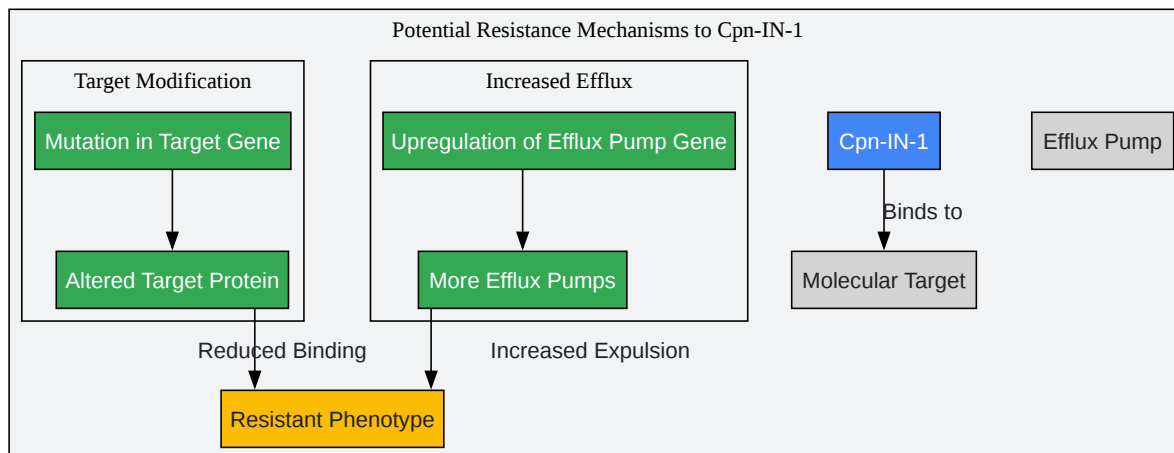 Potential Resistance Mechanisms to Cpn-IN-1
Target Modification
Increased Efflux
Mutation in Target Gene
Upregulation of Efflux Pump Gene
Cpn-IN-1
Efflux Pump
Binds to
Altered Target Protein
More Efflux Pumps
Molecular Target
Reduced Binding
Increased Expulsion
Resistant Phenotype